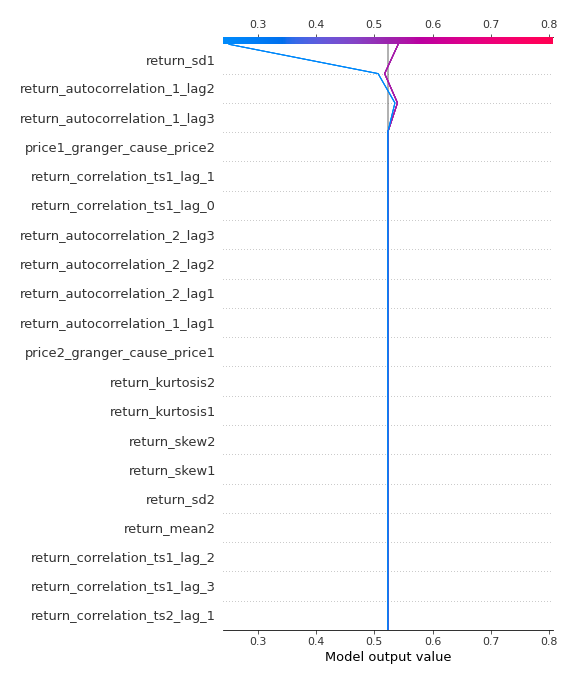 0.3 0.4 0.5 0.6 0.7 0.8
return_sd1
return_autocorrelation_1_lag2
return_autocorrelation_1_lag3
price1_granger_cause_price2
return_correlation_ts1_lag_1
return_correlation_ts1_lag_0
return_autocorrelation_2_lag3
return_autocorrelation_2_lag2
return_autocorrelation_2_lag1
return_autocorrelation_1_lag1
price2_granger_cause_price1
return_kurtosis2
return_kurtosis1
return_skew2
return_skew1
return_sd2
return_mean2
return_correlation_ts1_lag_2
return_correlation_ts1_lag_3
return_correlation_ts2_lag_1
0.3 0.4 0.5 0.6 0.7 0.8
Model output value